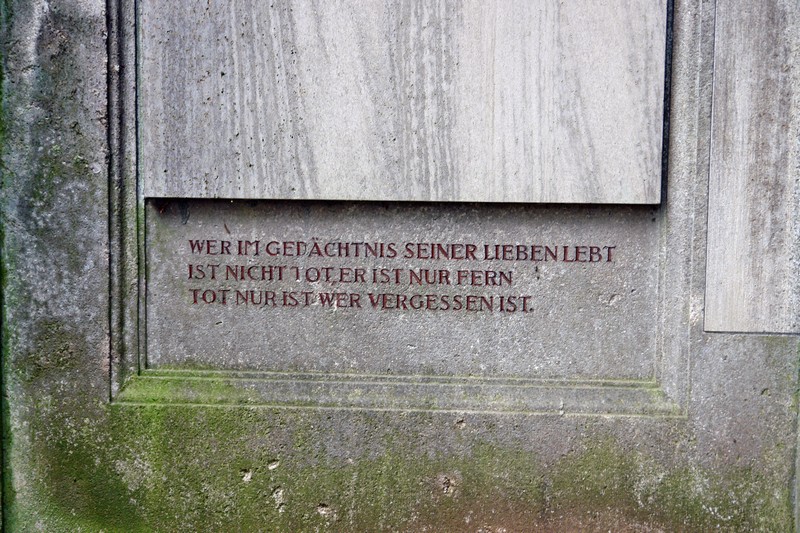 WER IM GEDÄCHTNIS SEINER LIEBEN LEBT
IST NICHT TOT, ER IST NUR FERN
TOT NUR IST WER VERGESSEN IST.